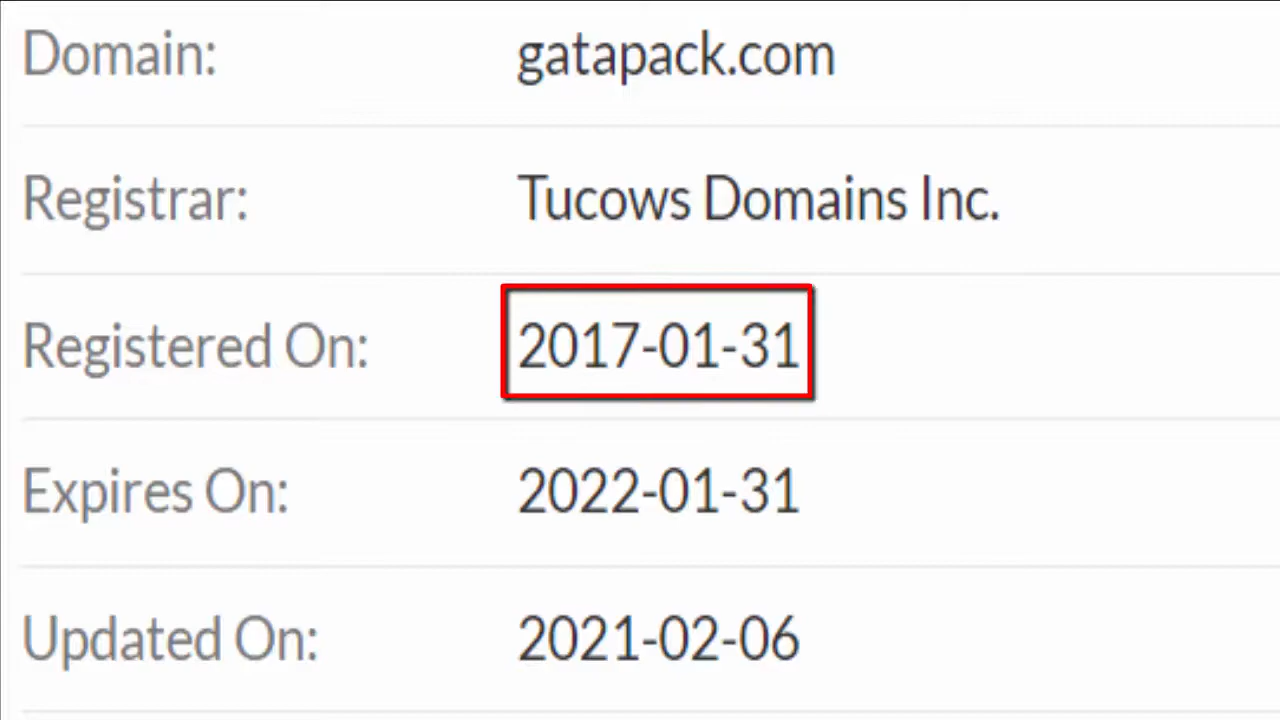 Domain: gatapack.com
Registrar: Tucows Domains Inc.
Registered On: 2017-01-31
Expires On: 2022-01-31
Updated On: 2021-02-06